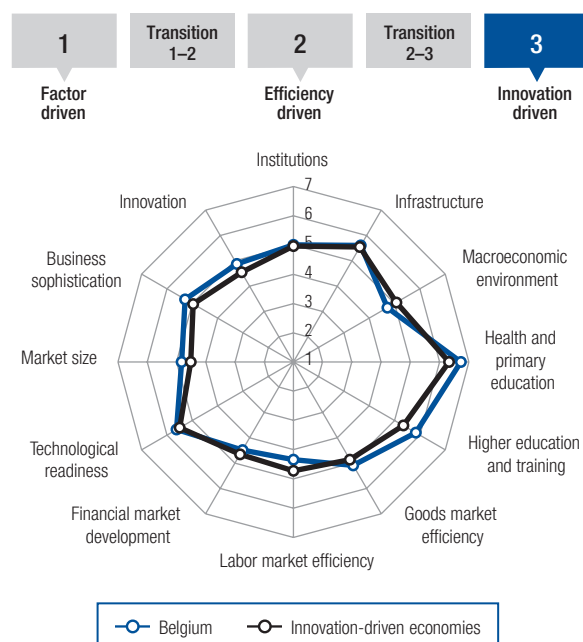 1
Transition
1–2
2
Transition
2–3
3
Factor
driven
Efficiency
driven
Innovation
driven
Institutions
7
Innovation
Infrastructure
6
5
Business
sophistication
Macroeconomic
environment
4
3
2
Market size
1
Health and
primary
education
Technological
readiness
Higher education
and training
Financial market
development
Goods market
efficiency
Labor market efficiency
Belgium
Innovation-driven economies